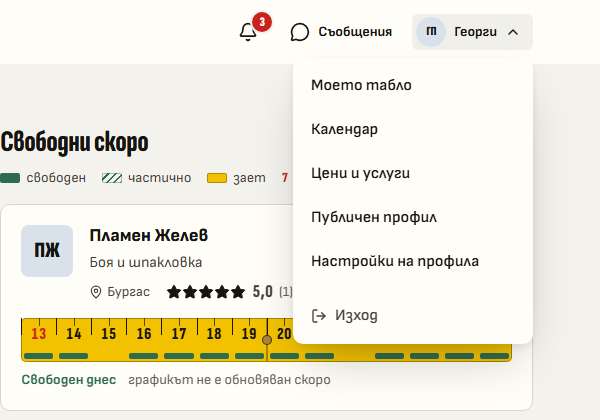 3
Съобщения
ГП
Георги
Моето табло
Календар
Цени и услуги
Публичен профил
Настройки на профила
Изход
Свободни скоро
свободен
частично
зает
7
ПЖ
Пламен Желев
Боя и шпакловка
Бургас
5,0 (1)
13 14 15 16 17 18 19 20
Свободен днес
графикът не е обновяван скоро